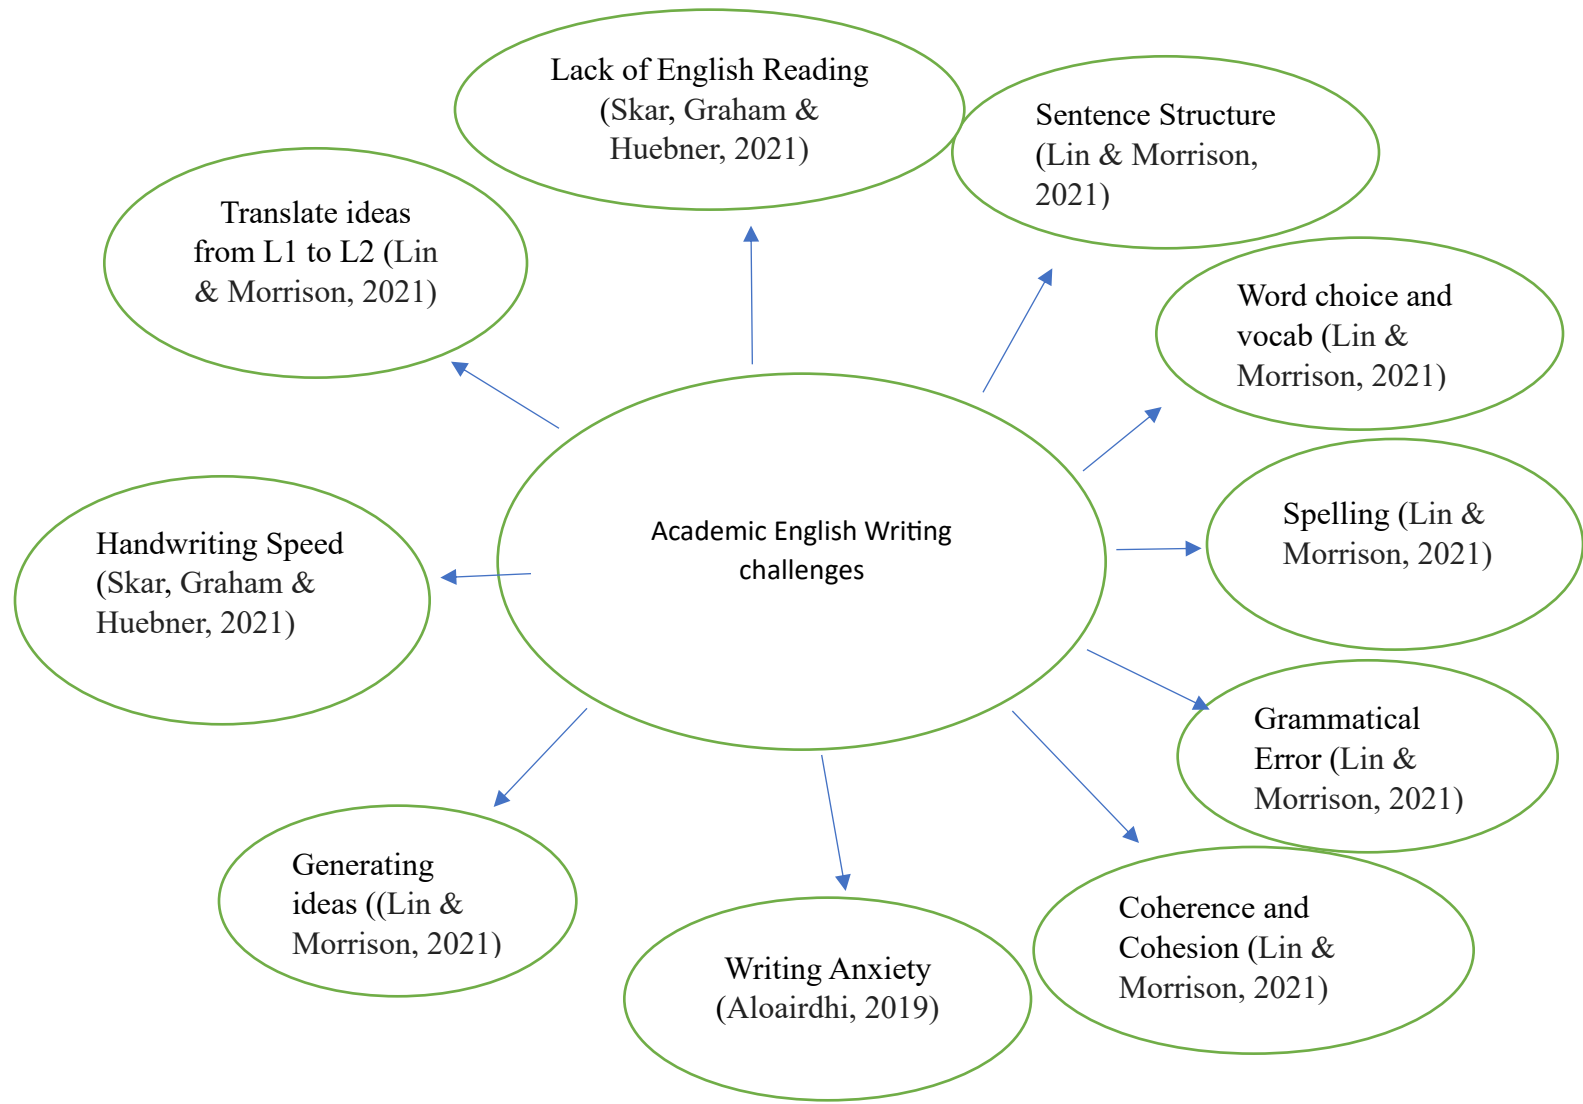 Lack of English Reading
(Skar, Graham &
Huebner, 2021)
Sentence Structure
(Lin & Morrison,
2021)
Translate ideas
from L1 to L2 (Lin
& Morrison, 2021)
Word choice and
vocab (Lin &
Morrison, 2021)
Academic English Writing
challenges
Spelling (Lin &
Morrison, 2021)
Handwriting Speed
(Skar, Graham &
Huebner, 2021)
Grammatical
Error (Lin &
Morrison, 2021)
Generating
ideas ((Lin &
Morrison, 2021)
Writing Anxiety
(Aloairdhi, 2019)
Coherence and
Cohesion (Lin &
Morrison, 2021)